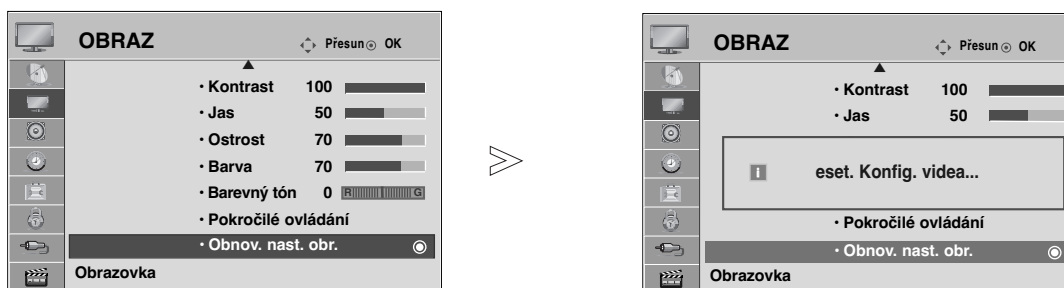 OBRAZ Přesun OK
• Kontrast 100
• Jas 50
• Ostrost 70
• Barva 70
• Barevný tón 0 R G
• Pokročilé ovládání
• Obnov. nast. obr.
Obrazovka
OBRAZ Přesun OK
• Kontrast 100
• Jas 50
i eset. Konfig. videa...
• Pokročilé ovládání
• Obnov. nast. obr.
Obrazovka